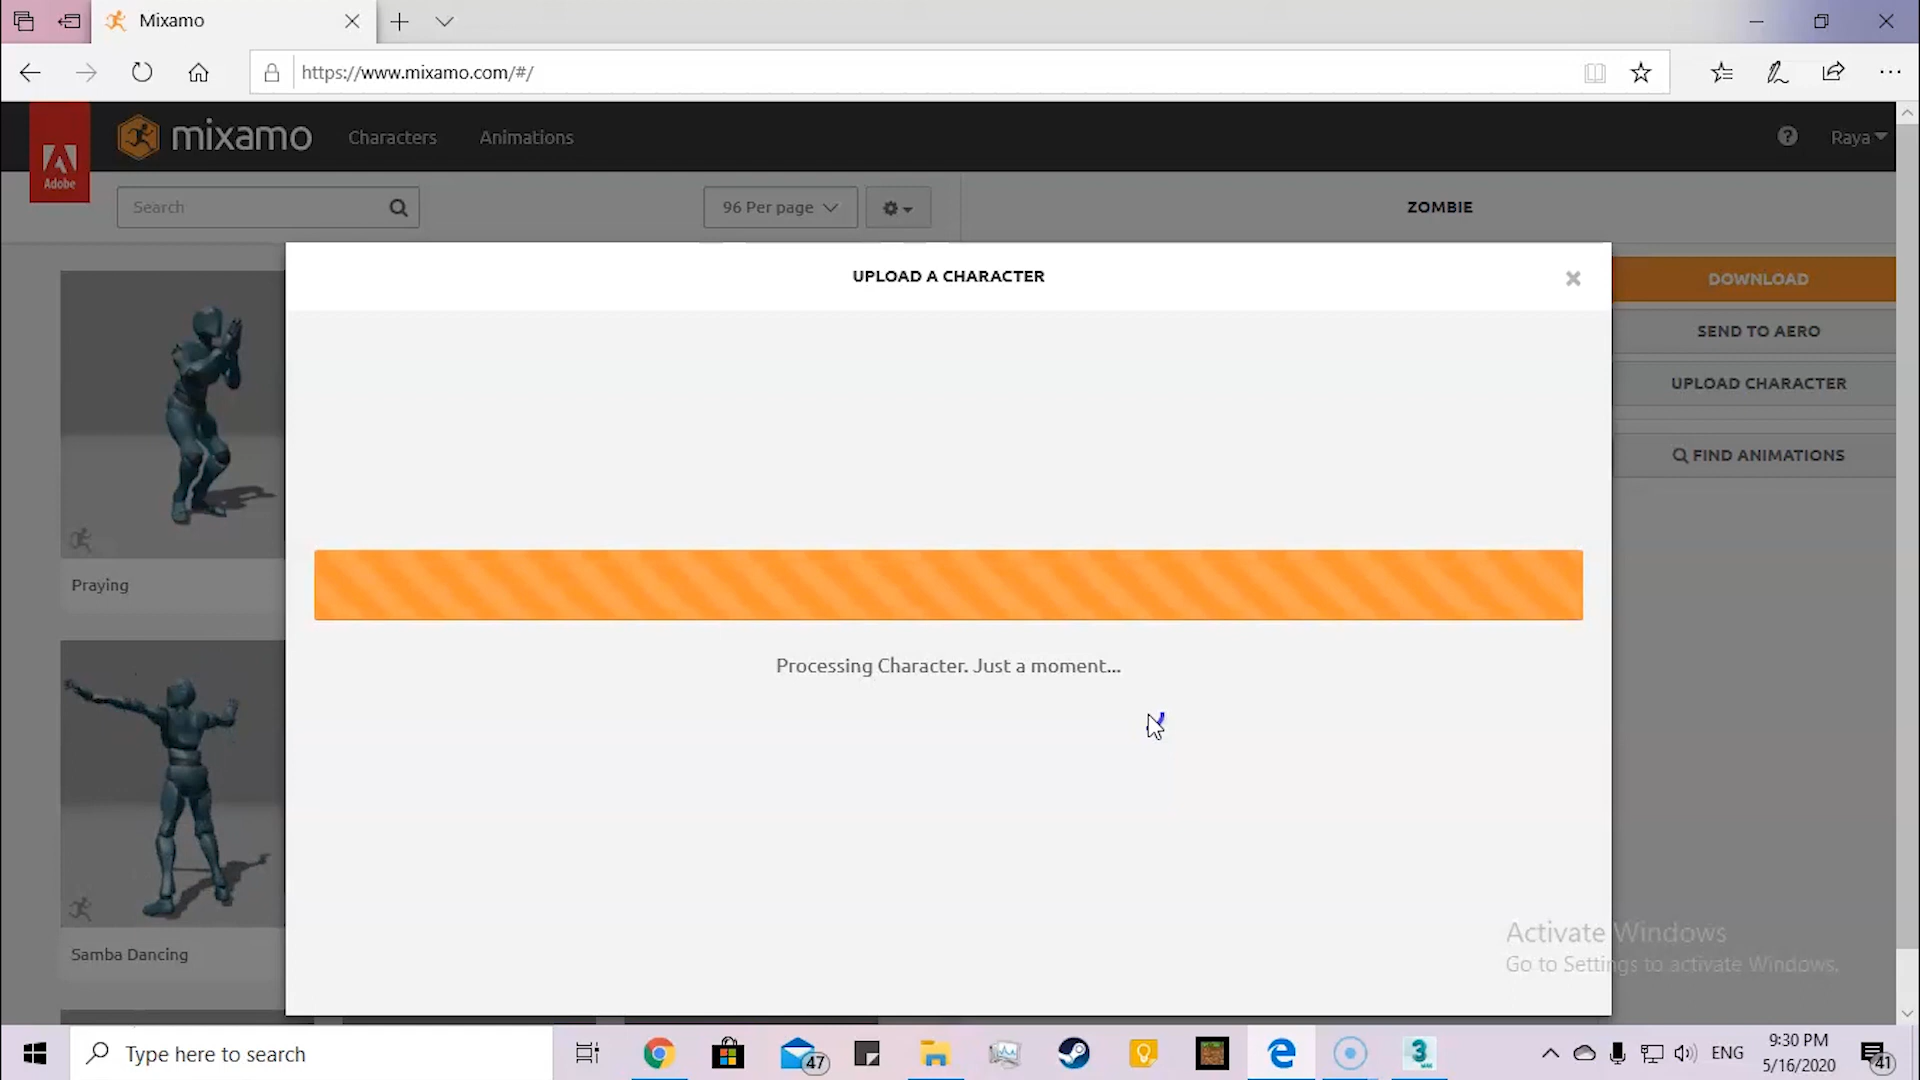 Mixamo
https://www.mixamo.com/#/
Adobe
mixamo
Characters
Animations
Raya
Search
96 Per page
ZOMBIE
UPLOAD A CHARACTER
DOWNLOAD
SEND TO AERO
UPLOAD CHARACTER
FIND ANIMATIONS
Praying
Processing Character. Just a moment...
Samba Dancing
Activate Windows
Go to Settings to activate Windows.
Type here to search
47
3
ENG
9:30 PM
5/16/2020
41